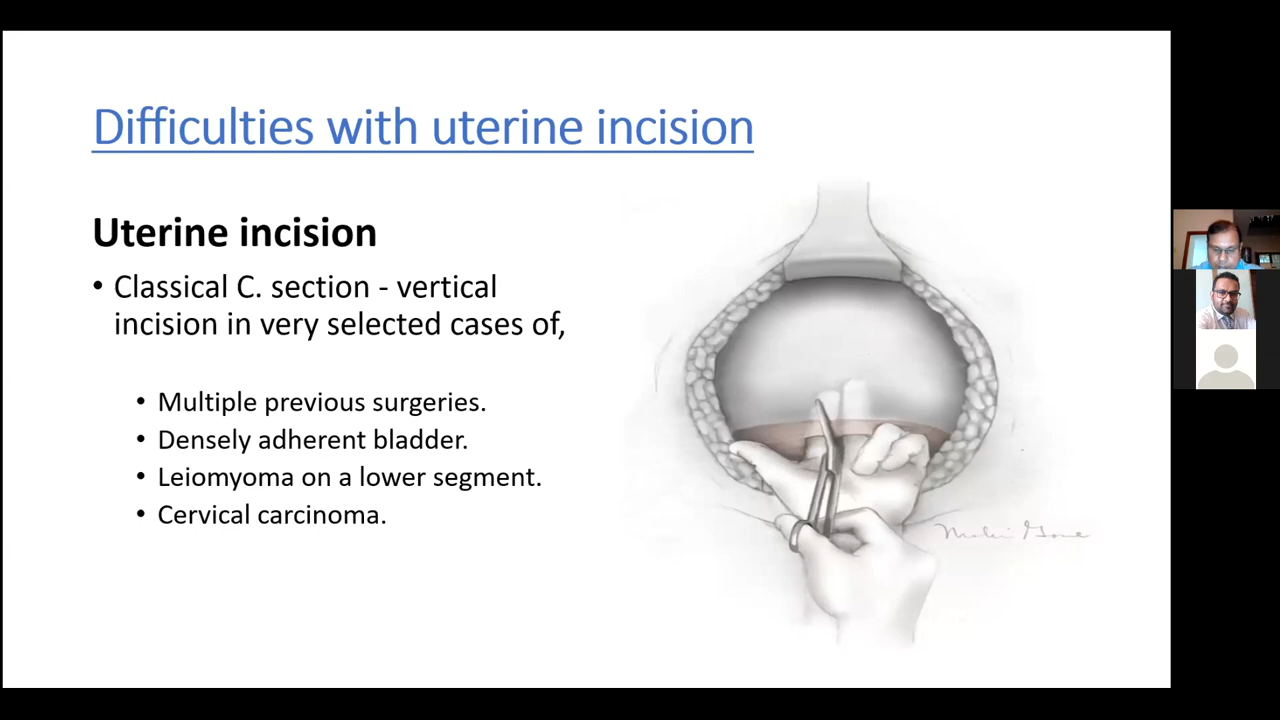 Difficulties with uterine incision
Uterine incision
• Classical C. section - vertical
incision in very selected cases of,
• Multiple previous surgeries.
• Densely adherent bladder.
• Leiomyoma on a lower segment.
• Cervical carcinoma.